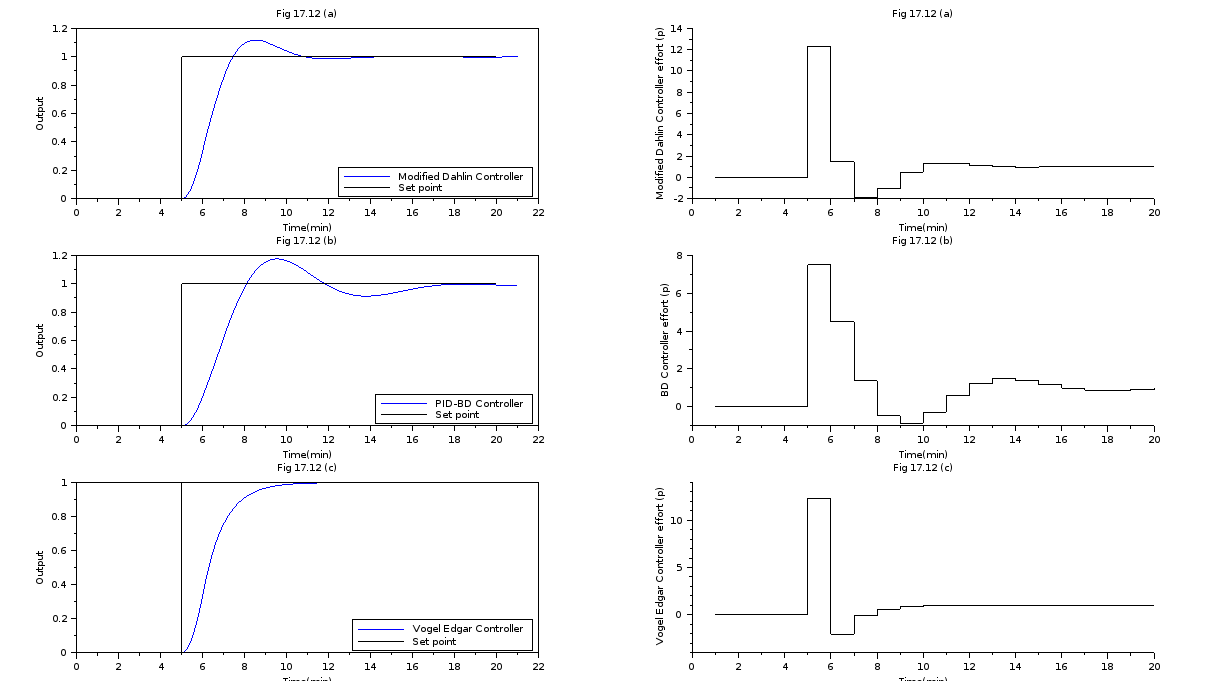 Fig 17.12 (a)
1.2
1
0.8
0.6
0.4
0.2
0
Output
Modified Dahlin Controller
Set point
0 2 4 6 8 10 12 14 16 18 20 22
Time(min)
Fig 17.12 (a)
14
12
10
8
6
4
2
0
-2
Modified Dahlin Controller effort (p)
0 2 4 6 8 10 12 14 16 18 20
Time(min)
Fig 17.12 (b)
1.2
1
0.8
0.6
0.4
0.2
0
Output
PID-BD Controller
Set point
0 2 4 6 8 10 12 14 16 18 20 22
Time(min)
Fig 17.12 (b)
8
6
4
2
0
BD Controller effort (p)
0 2 4 6 8 10 12 14 16 18 20
Time(min)
Fig 17.12 (c)
1
0.8
0.6
0.4
0.2
0
Output
Vogel Edgar Controller
Set point
0 2 4 6 8 10 12 14 16 18 20 22
Time(min)
Fig 17.12 (c)
10
5
0
Vogel Edgar Controller effort (p)
0 2 4 6 8 10 12 14 16 18 20
Time(min)